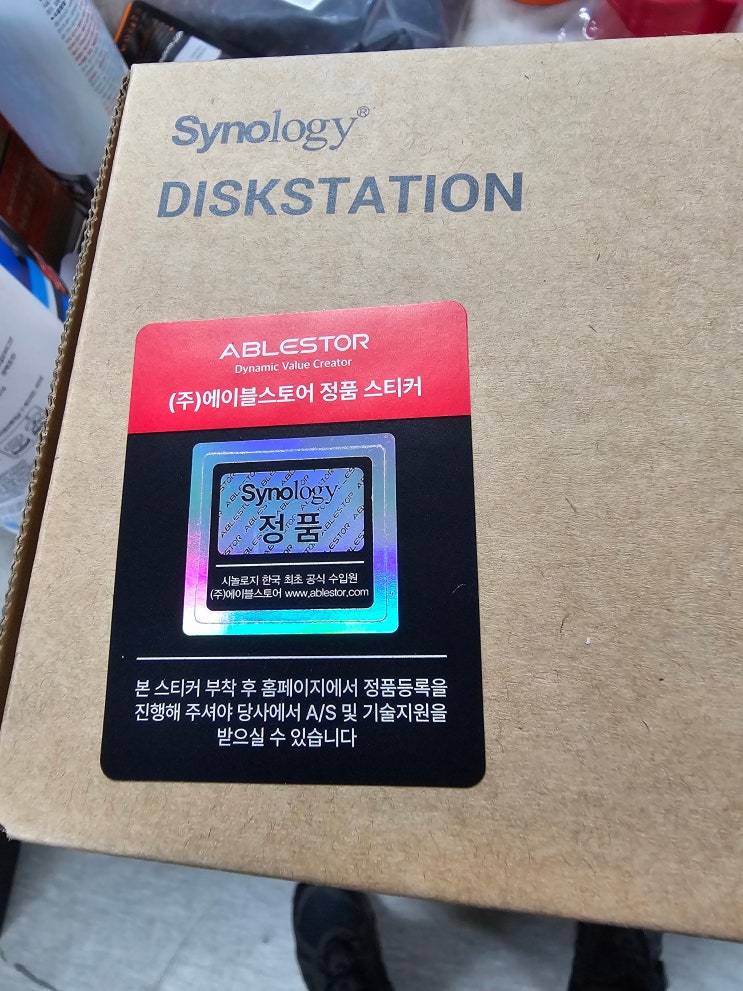 Synology®
DISKSTATION
ABLESTOR
Dynamic Value Creator
(주)에이블스토어 정품 스티커
Synology
정품
시놀로지 한국 최초 공식 수입원
(주)에이블스토어 www.ablestor.com
본 스티커 부착 후 홈페이지에서 정품등록을
진행해 주셔야 당사에서 A/S 및 기술지원을
받으실 수 있습니다